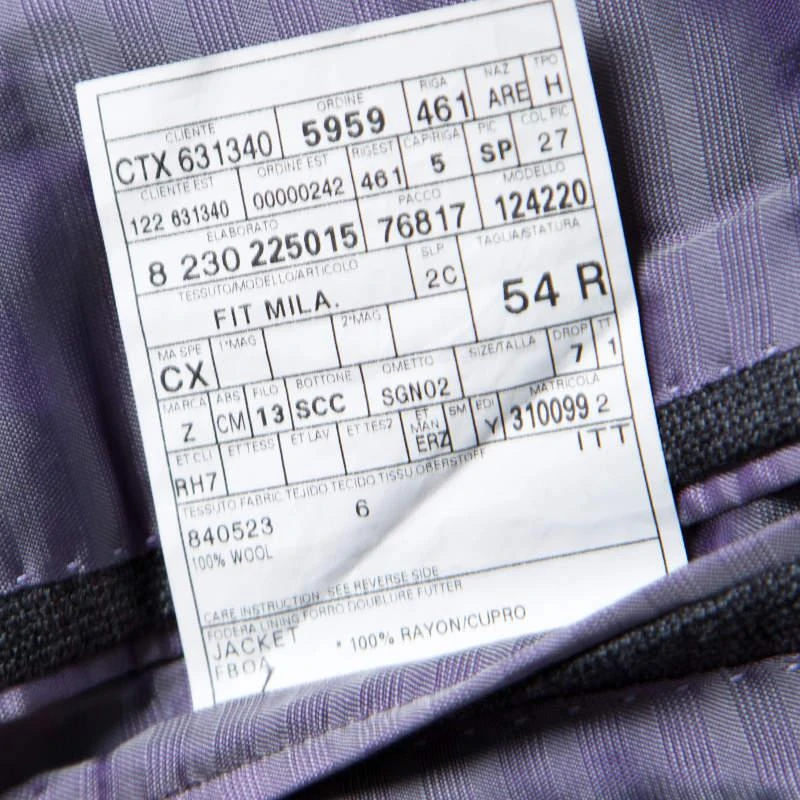 CLIENTE ORDINE RIGA NAZ TPO
CTX 631340 5959 461 ARE H
CLIENTE EST ORDINE EST RIGEST CAP/RIGA PIC COL PIC
122 631340 00000242 461 5 SP 27
ELABORATO PACCO MODELLO
8 230 225015 76817 124220
TESSUTO/MODELLO/ARTICOLO SLP TAGLIA/STATURA
FIT MILA. 2C 54 R
MA SPE 1°MAG 2°MAG OMETTO SIZE/TALLA DROP TT
CX 7 1
MARCA ABS FILO BOTTONE MATRICOLA
Z CM 13 SCC SGN02 310099 2
ET CLI ET TESS ET LAV ET TES2 ET MAN SM EDI
RH7 ERZ Y ITT
TESSUTO FABRIC TEJIDO TECIDO TISSU OBERSTOFF
840523 6
100% WOOL
CARE INSTRUCTION SEE REVERSE SIDE
FODERA LINING FORRO DOUBLURE FUTTER
JACKET * 100% RAYON/CUPRO